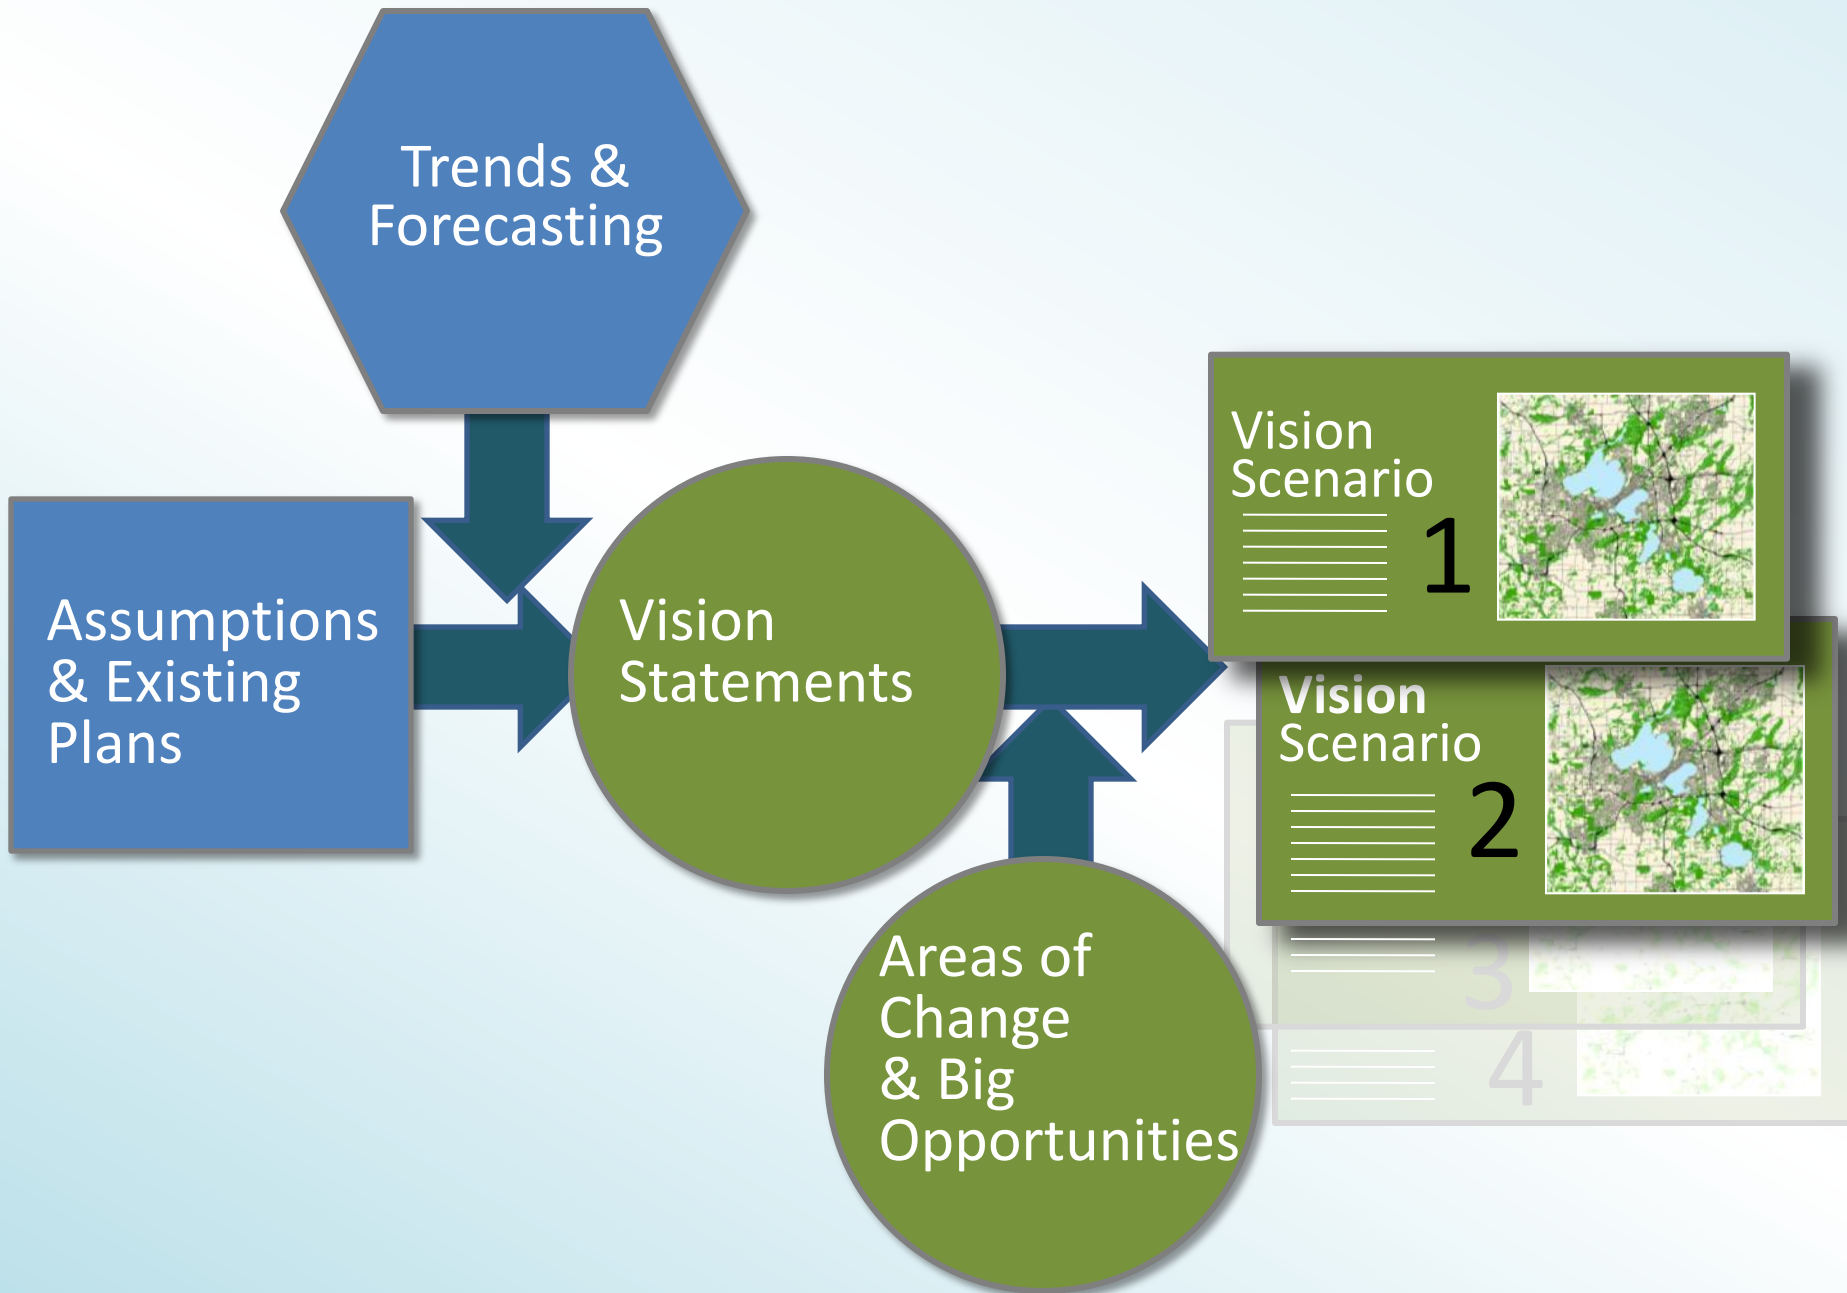 Trends &
Forecasting
Assumptions
& Existing
Plans
Vision
Statements
Areas of
Change
& Big
Opportunities
Vision
Scenario
1
Vision
Scenario
2
3
4